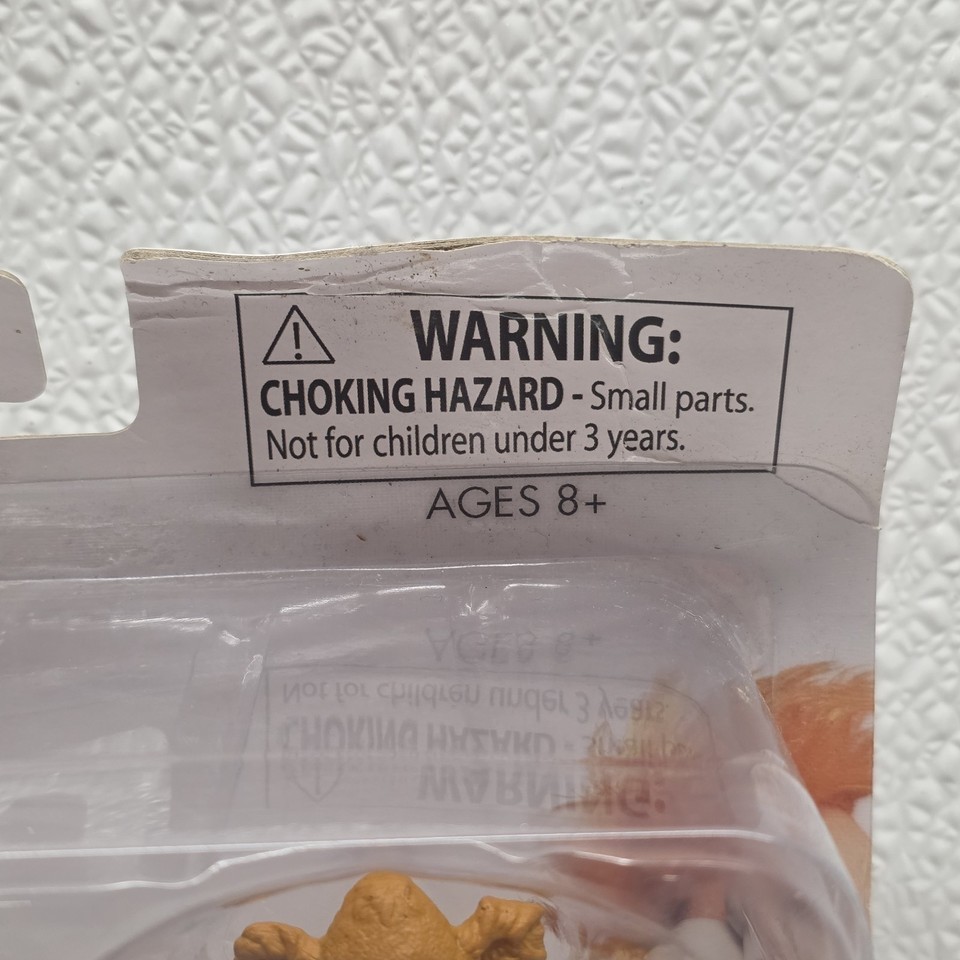 WARNING:
CHOKING HAZARD - Small parts.
Not for children under 3 years.
AGES 8+